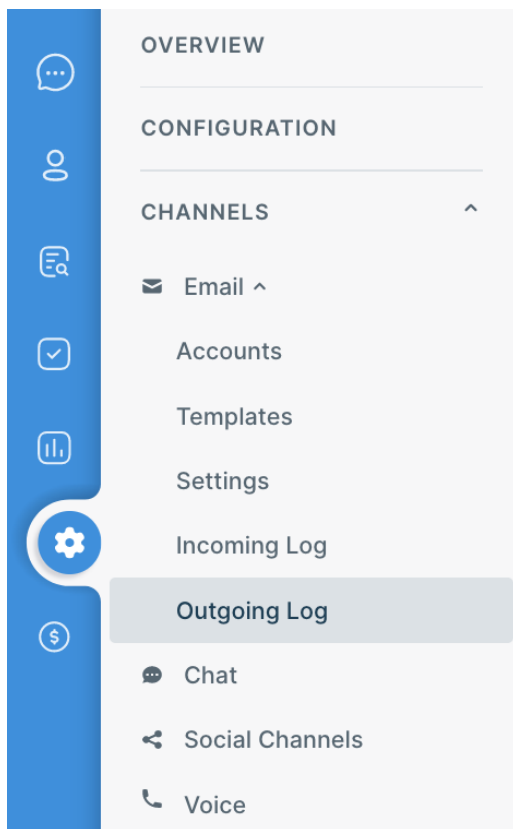 OVERVIEW
CONFIGURATION
CHANNELS
Email
Accounts
Templates
Settings
Incoming Log
Outgoing Log
Chat
Social Channels
Voice